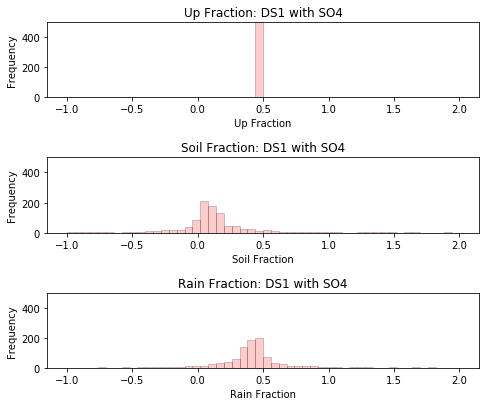 Up Fraction: DS1 with SO4
400
200
0
Frequency
−1.0 −0.5 0.0 0.5 1.0 1.5 2.0
Up Fraction
Soil Fraction: DS1 with SO4
400
200
0
Frequency
−1.0 −0.5 0.0 0.5 1.0 1.5 2.0
Soil Fraction
Rain Fraction: DS1 with SO4
400
200
0
Frequency
−1.0 −0.5 0.0 0.5 1.0 1.5 2.0
Rain Fraction